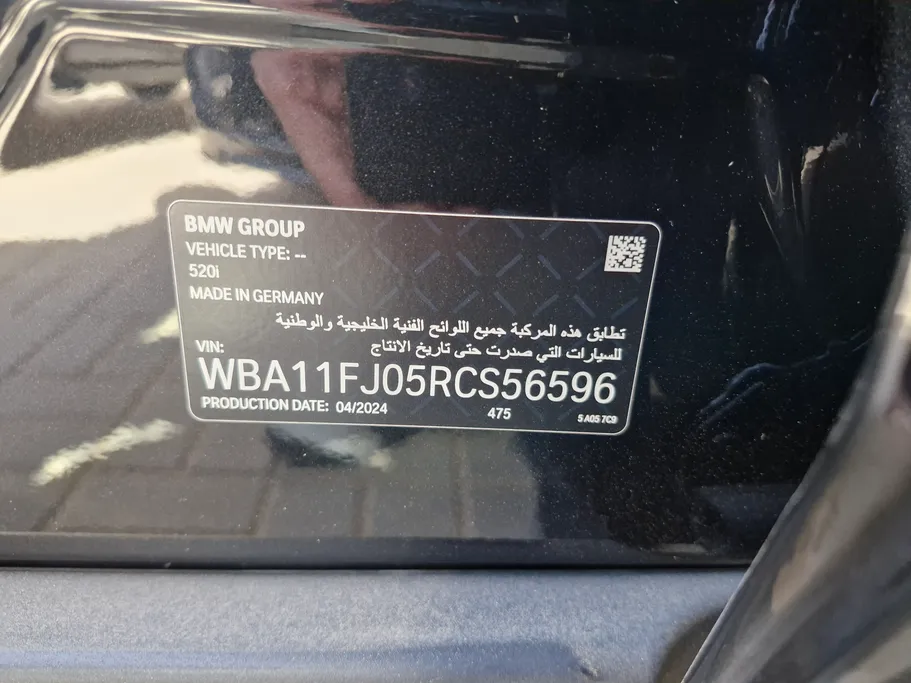 BMW GROUP
VEHICLE TYPE: --
520i
MADE IN GERMANY
تطابق هذه المركبة جميع اللوائح الفنية الخليجية والوطنية
للسيارات التي صدرت حتى تاريخ الانتاج
VIN:
WBA11FJ05RCS56596
PRODUCTION DATE: 04/2024 475 5 A05 7C9